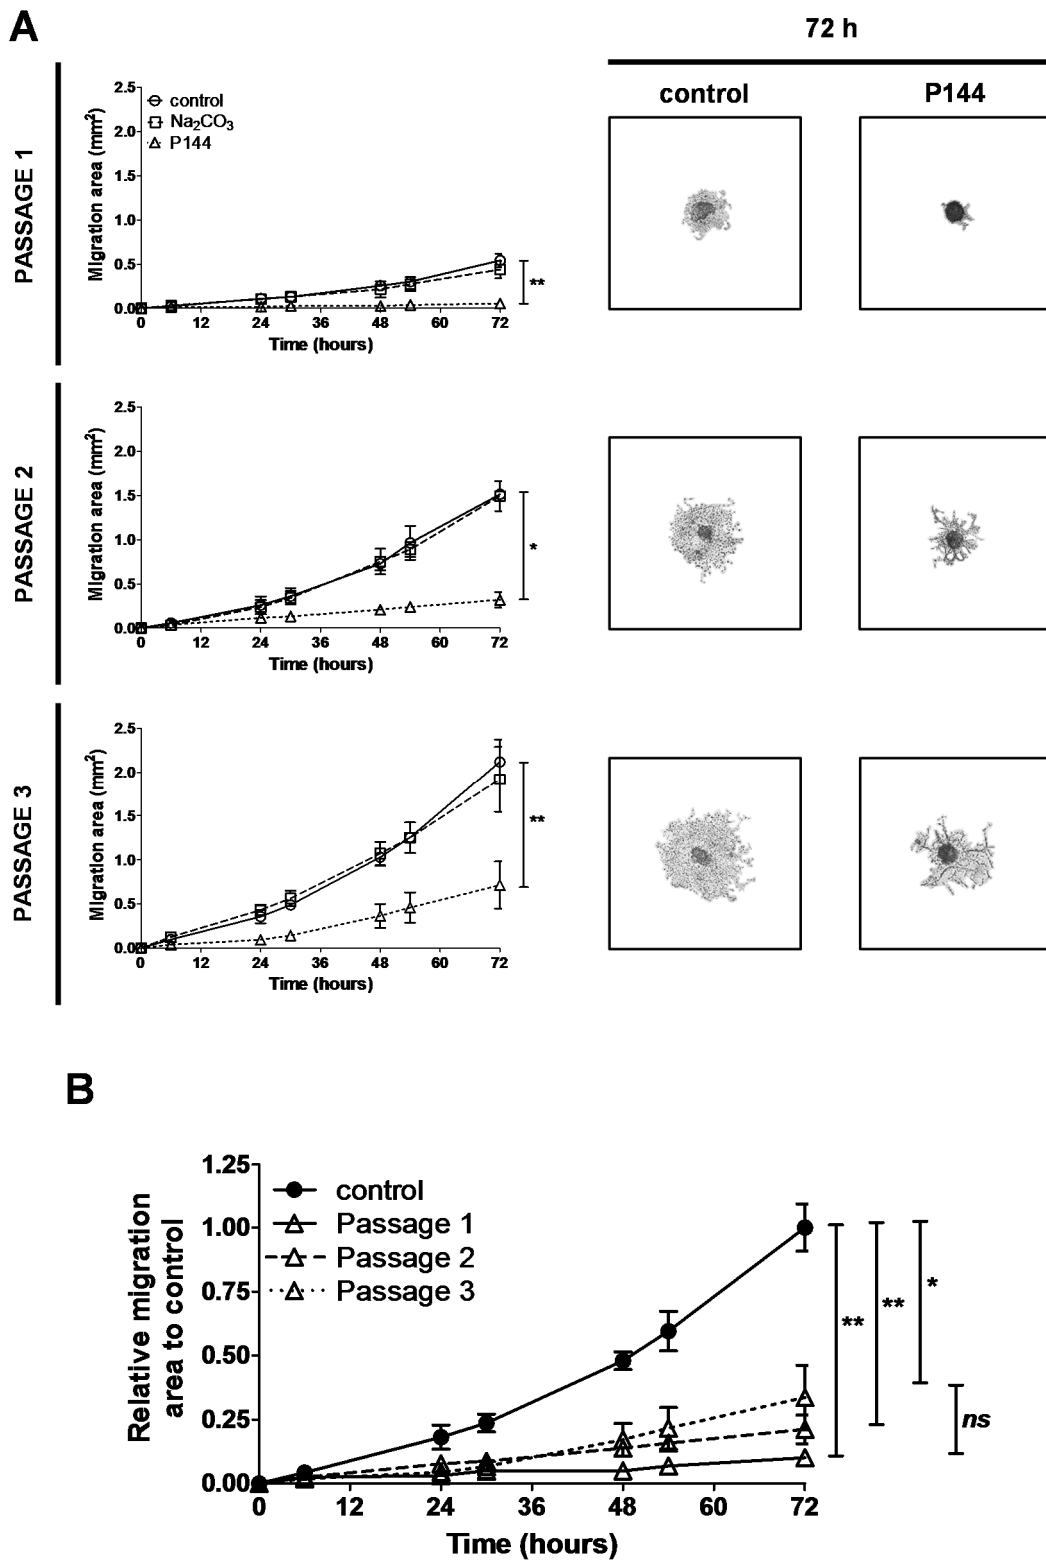 A
72 h
control
P144
PASSAGE 1
Migration area (mm²)
2.5
2.0
1.5
1.0
0.5
0.0
control
Na₂CO₃
P144
**
0 12 24 36 48 60 72
Time (hours)
PASSAGE 2
Migration area (mm²)
2.5
2.0
1.5
1.0
0.5
0.0
*
0 12 24 36 48 60 72
Time (hours)
PASSAGE 3
Migration area (mm²)
2.5
2.0
1.5
1.0
0.5
0.0
**
0 12 24 36 48 60 72
Time (hours)
B
Relative migration
area to control
1.25
1.00
0.75
0.50
0.25
0.00
control
Passage 1
Passage 2
Passage 3
**
**
*
ns
0 12 24 36 48 60 72
Time (hours)